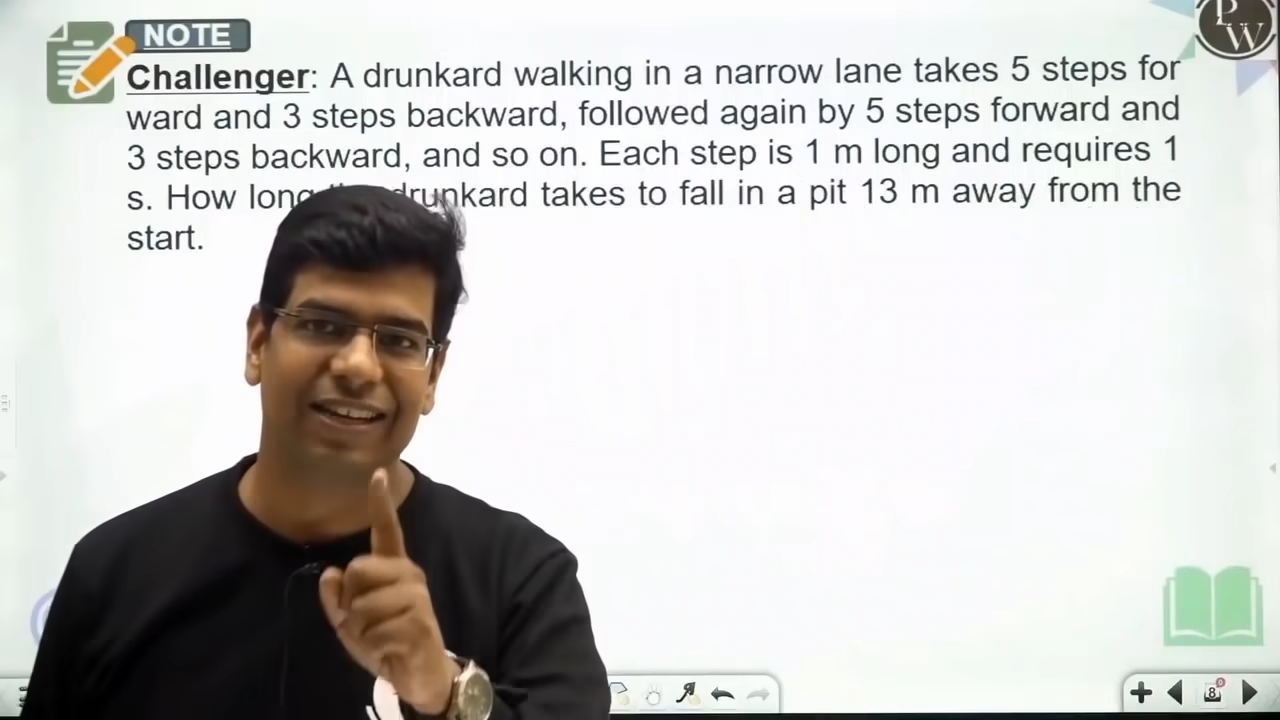 NOTE
Challenger: A drunkard walking in a narrow lane takes 5 steps for
ward and 3 steps backward, followed again by 5 steps forward and
3 steps backward, and so on. Each step is 1 m long and requires 1
s. How long drunkard takes to fall in a pit 13 m away from the
start.
PW
8